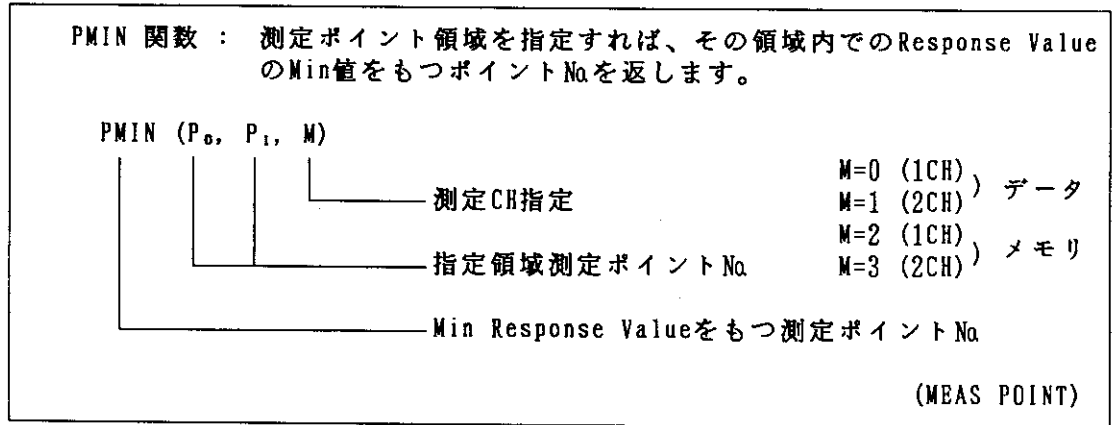 PMIN 関数 : 測定ポイント領域を指定すれば、その領域内でのResponse Value
のMin値をもつポイント№を返します。
PMIN (P₀, P₁, M)
測定CH指定
M=0 (1CH)
M=1 (2CH) ) データ
指定領域測定ポイント№
M=2 (1CH)
M=3 (2CH) ) メモリ
Min Response Valueをもつ測定ポイント№
(MEAS POINT)